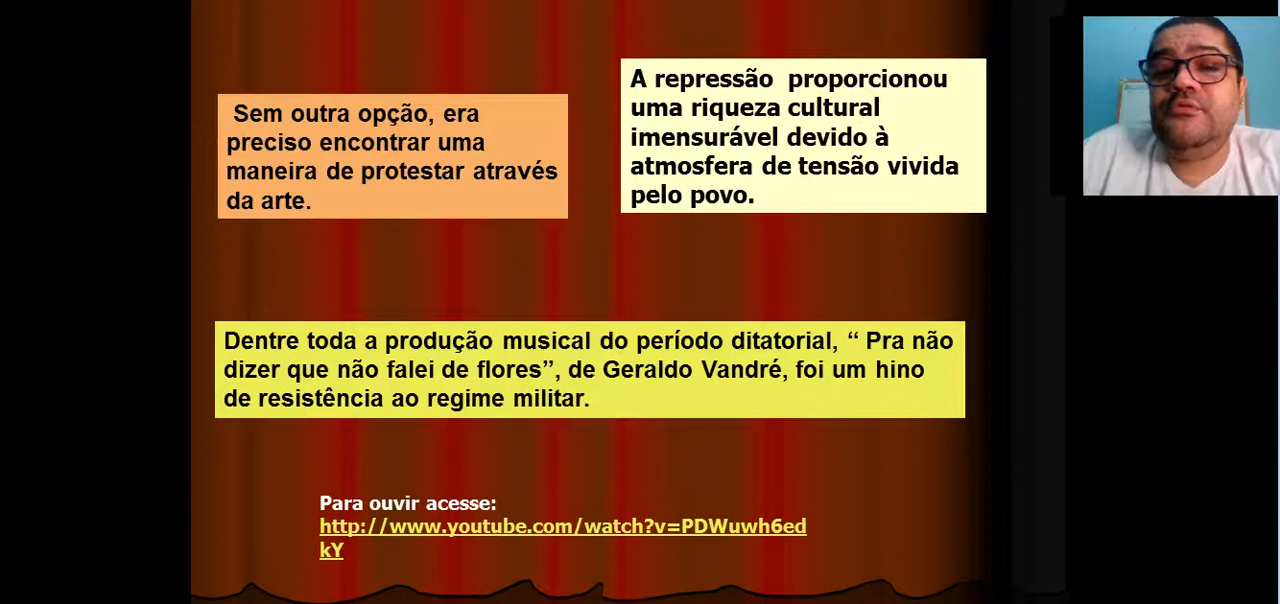 Sem outra opção, era
preciso encontrar uma
maneira de protestar através
da arte.
A repressão proporcionou
uma riqueza cultural
imensurável devido à
atmosfera de tensão vivida
pelo povo.
Dentre toda a produção musical do período ditatorial, “ Pra não
dizer que não falei de flores”, de Geraldo Vandré, foi um hino
de resistência ao regime militar.
Para ouvir acesse:
http://www.youtube.com/watch?v=PDWuwh6ed
kY